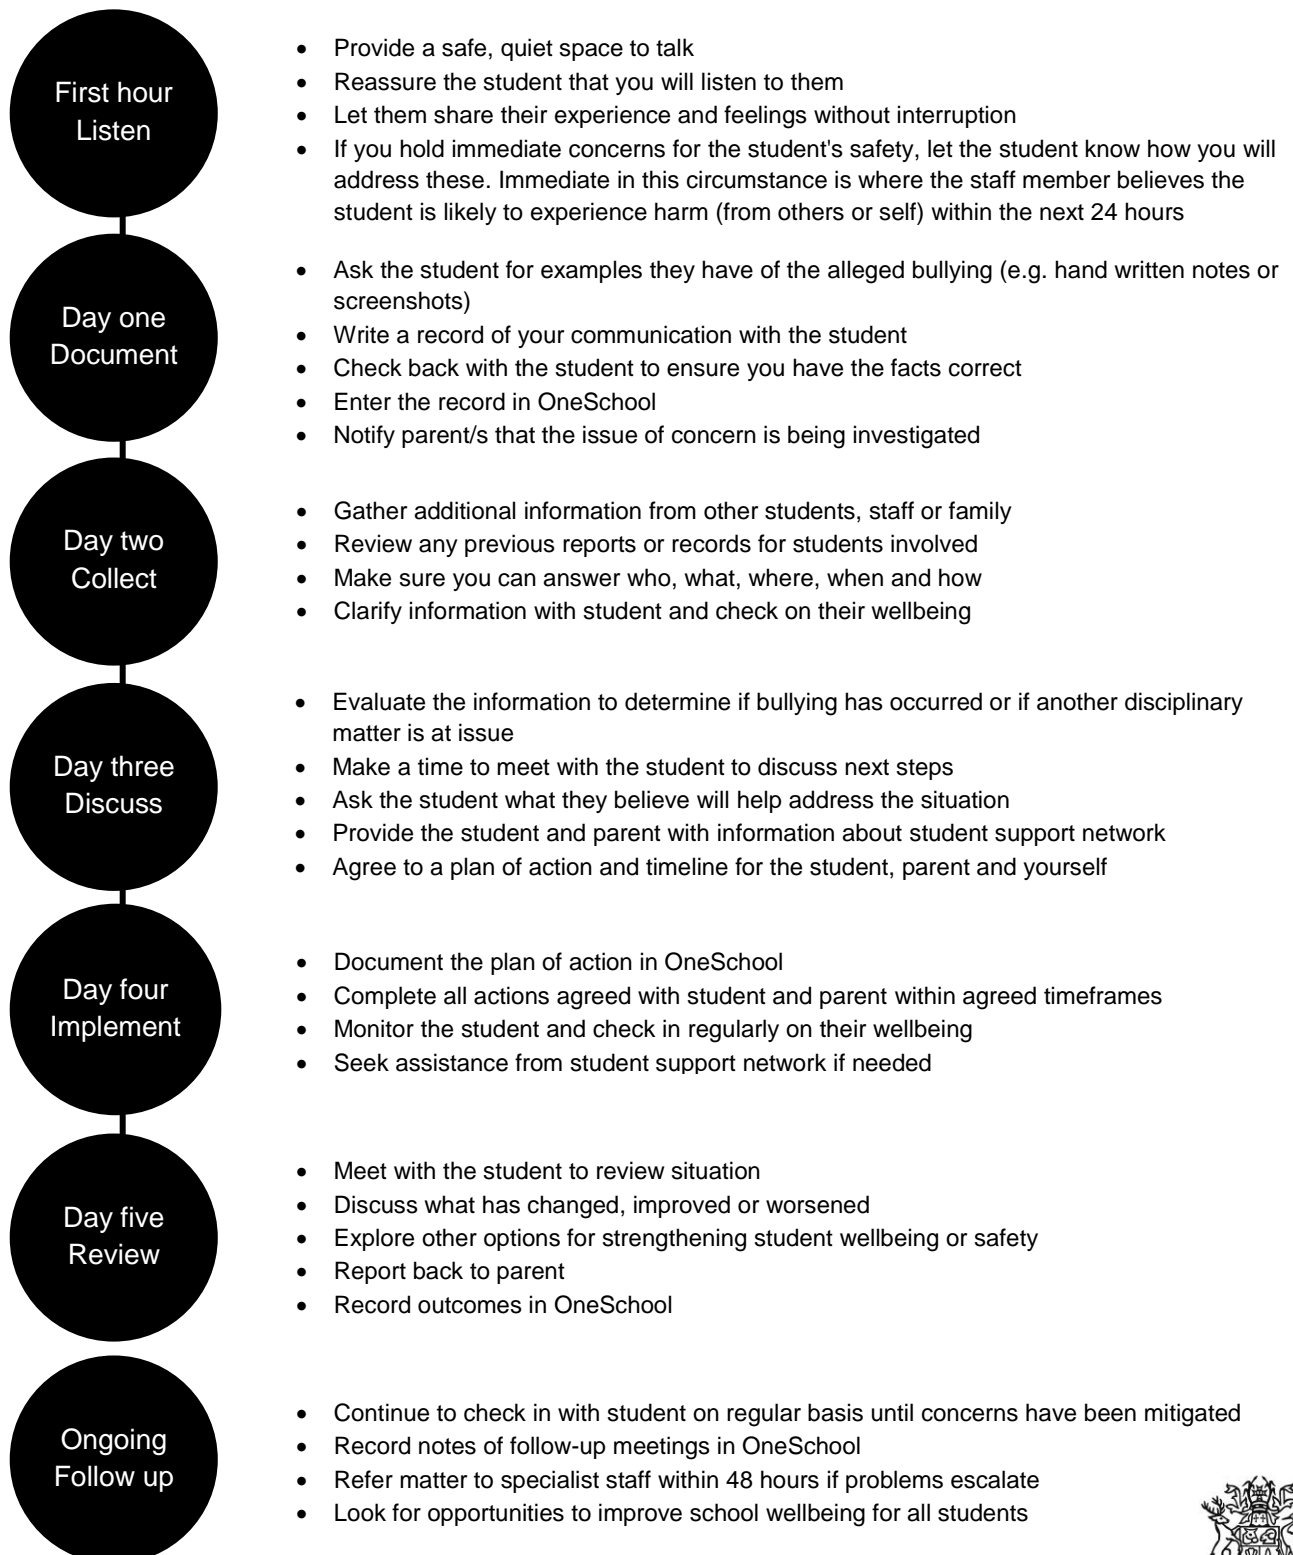 First hour
Listen
• Provide a safe, quiet space to talk
• Reassure the student that you will listen to them
• Let them share their experience and feelings without interruption
• If you hold immediate concerns for the student's safety, let the student know how you will
address these. Immediate in this circumstance is where the staff member believes the
student is likely to experience harm (from others or self) within the next 24 hours
Day one
Document
• Ask the student for examples they have of the alleged bullying (e.g. hand written notes or
screenshots)
• Write a record of your communication with the student
• Check back with the student to ensure you have the facts correct
• Enter the record in OneSchool
• Notify parent/s that the issue of concern is being investigated
Day two
Collect
• Gather additional information from other students, staff or family
• Review any previous reports or records for students involved
• Make sure you can answer who, what, where, when and how
• Clarify information with student and check on their wellbeing
Day three
Discuss
• Evaluate the information to determine if bullying has occurred or if another disciplinary
matter is at issue
• Make a time to meet with the student to discuss next steps
• Ask the student what they believe will help address the situation
• Provide the student and parent with information about student support network
• Agree to a plan of action and timeline for the student, parent and yourself
Day four
Implement
• Document the plan of action in OneSchool
• Complete all actions agreed with student and parent within agreed timeframes
• Monitor the student and check in regularly on their wellbeing
• Seek assistance from student support network if needed
Day five
Review
• Meet with the student to review situation
• Discuss what has changed, improved or worsened
• Explore other options for strengthening student wellbeing or safety
• Report back to parent
• Record outcomes in OneSchool
Ongoing
Follow up
• Continue to check in with student on regular basis until concerns have been mitigated
• Record notes of follow-up meetings in OneSchool
• Refer matter to specialist staff within 48 hours if problems escalate
• Look for opportunities to improve school wellbeing for all students